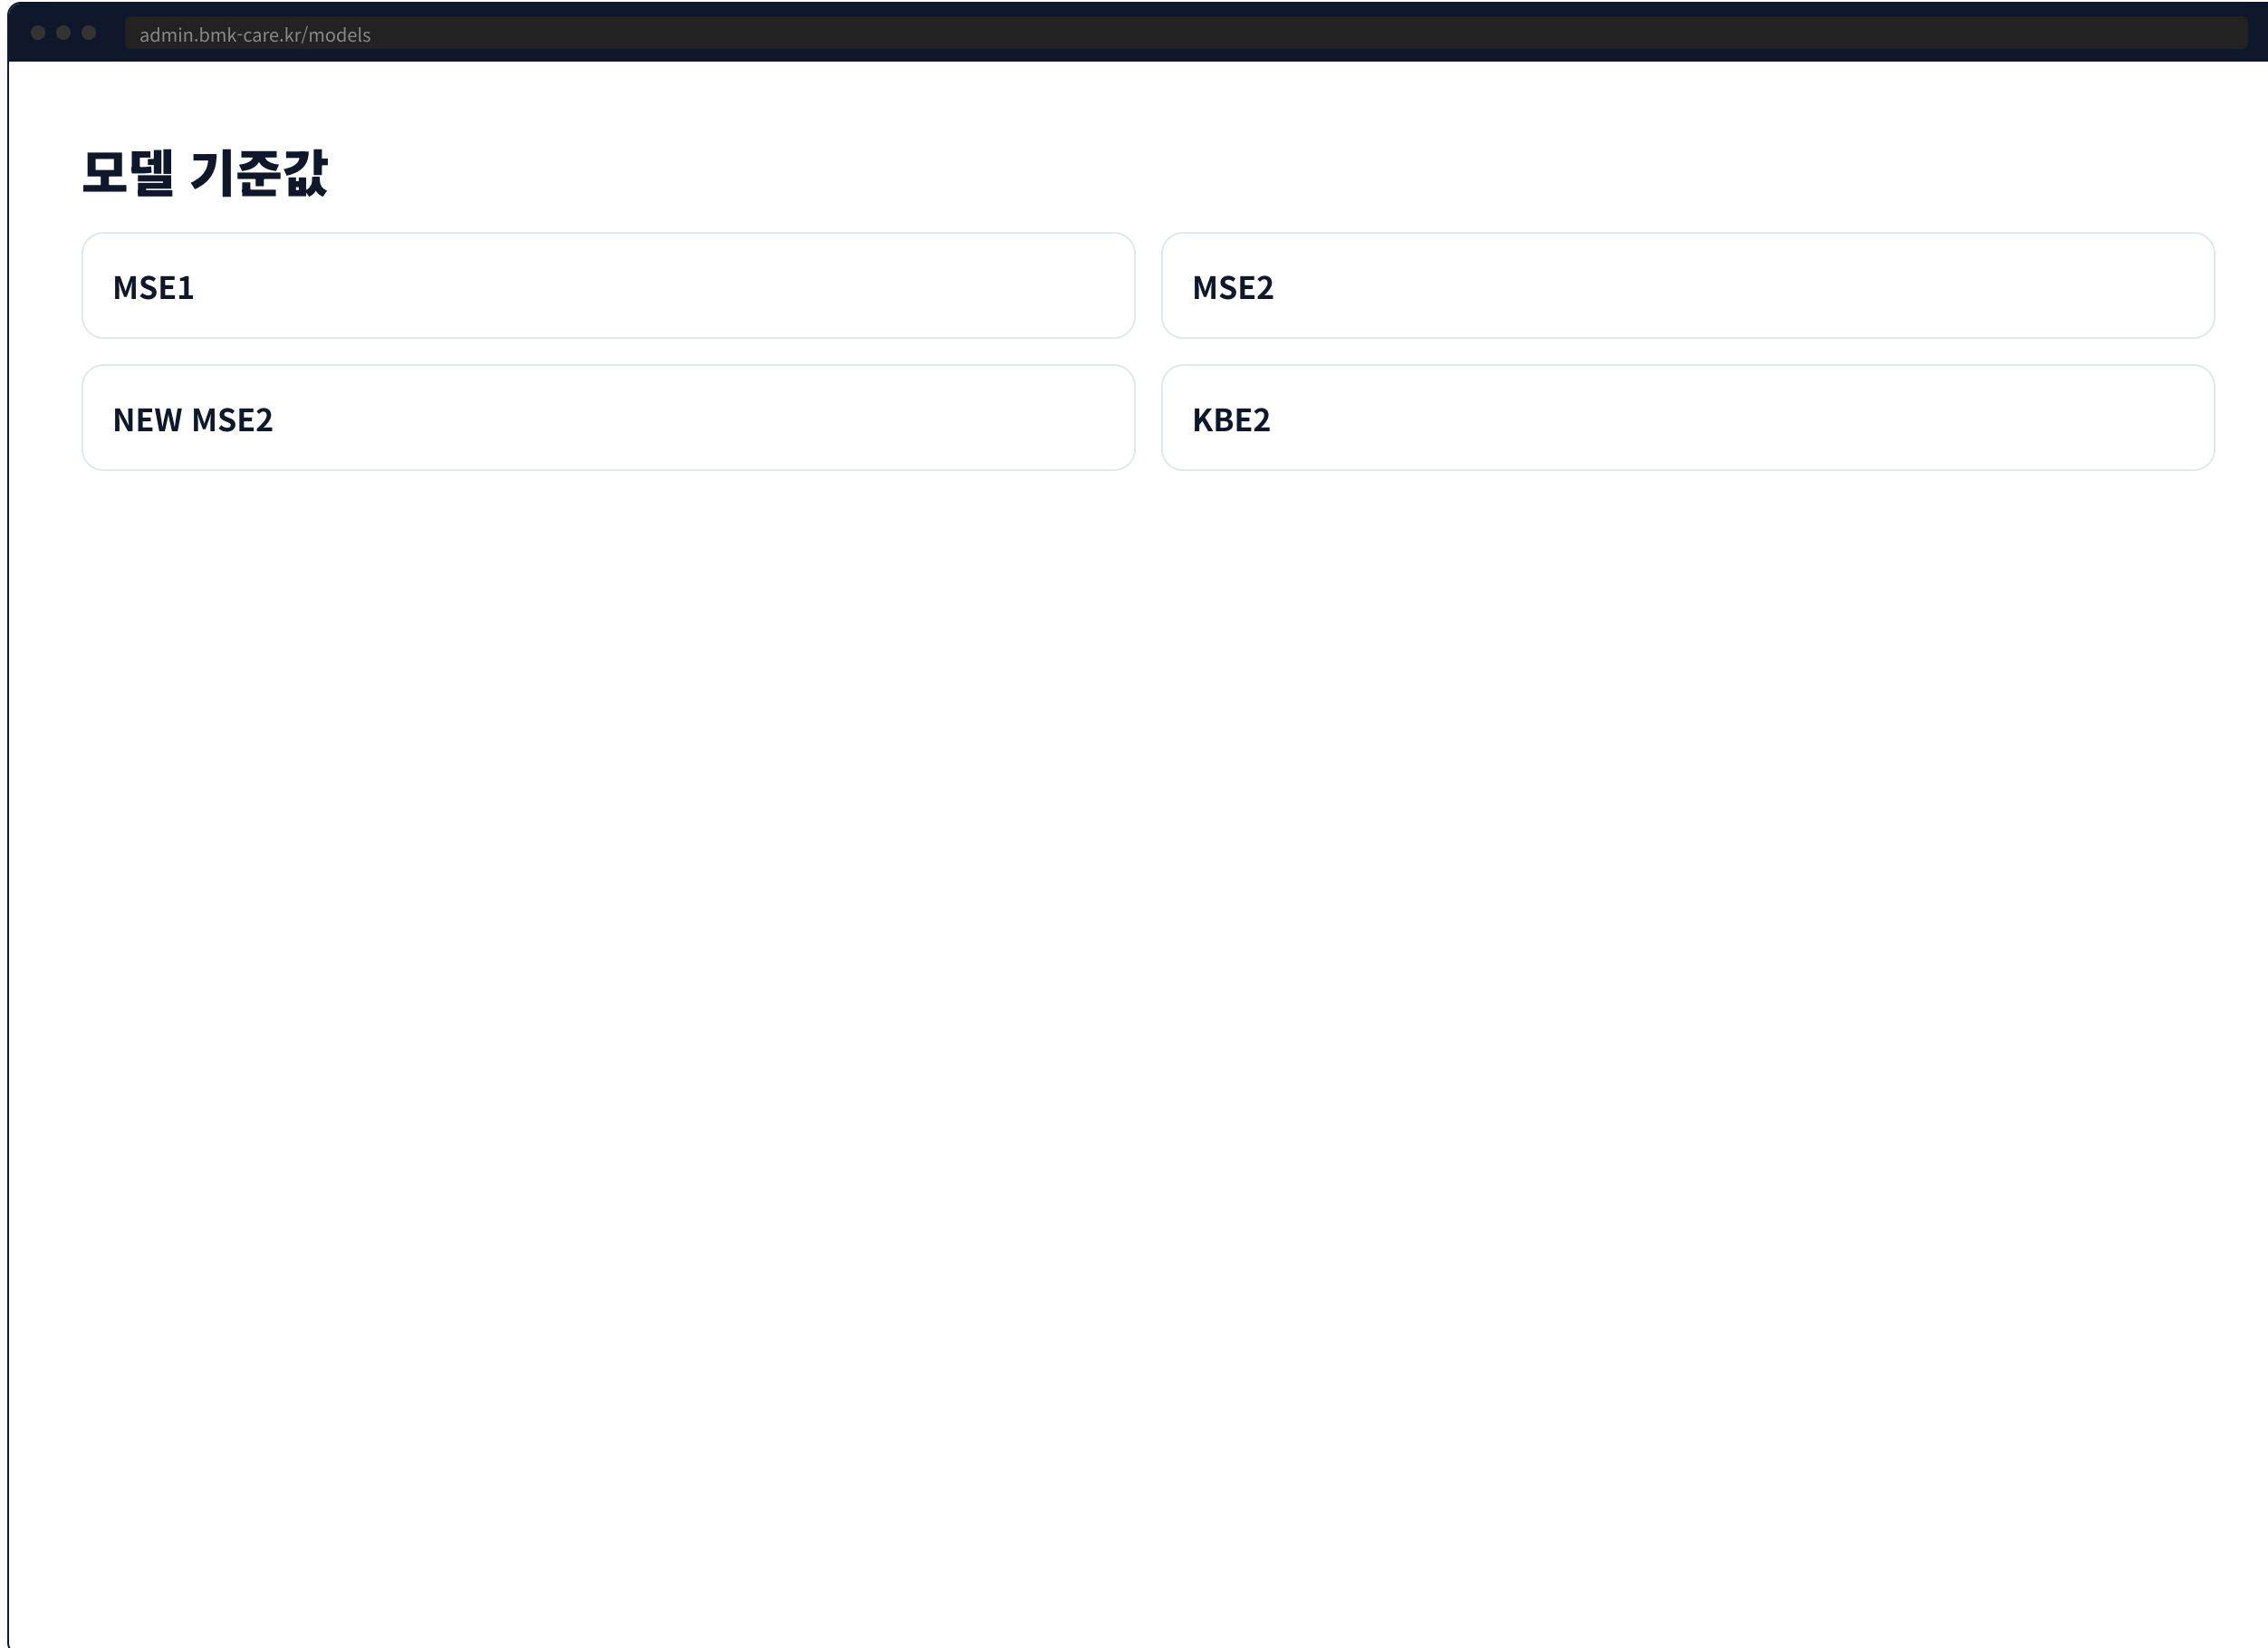 admin.bmk-care.kr/models
모델 기준값
MSE1
MSE2
NEW MSE2
KBE2